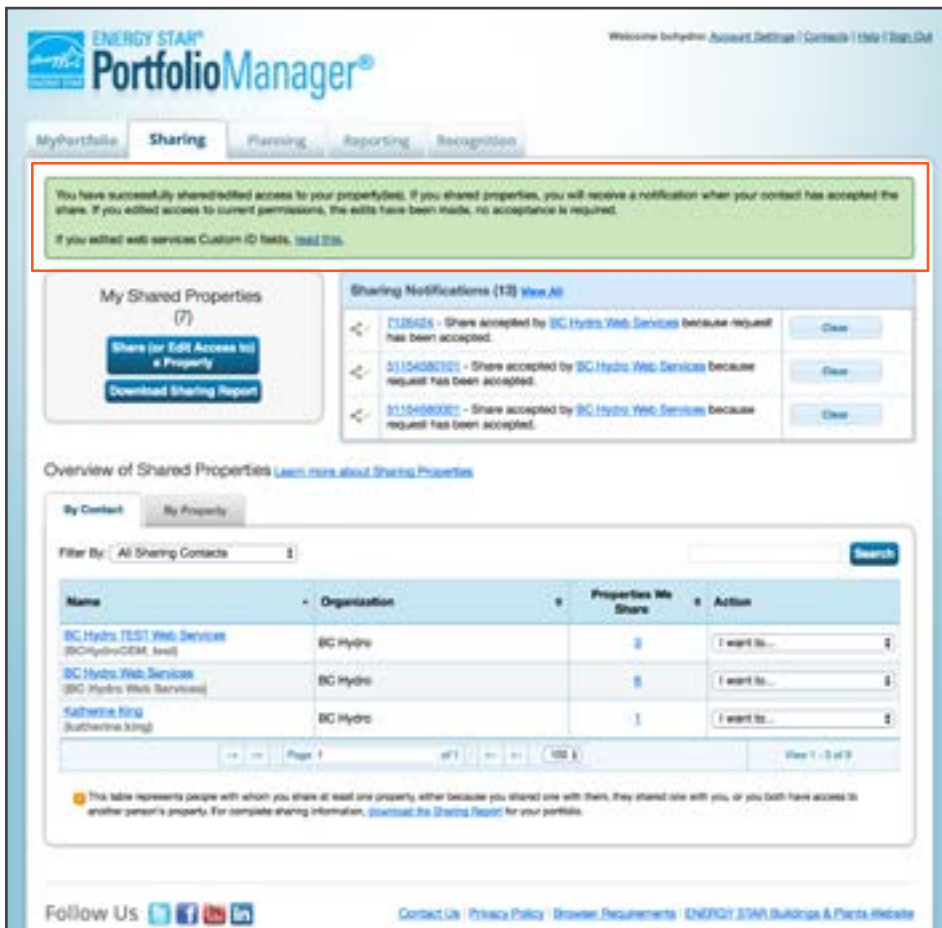 ENERGY STAR®
PortfolioManager®
Welcome bchydro: Account Settings | Contacts | Help | Sign Out
MyPortfolio Sharing Planning Reporting Recognition
You have successfully shared/edited access to your property(ies). If you shared properties, you will receive a notification when your contact has accepted the
share. If you edited access to current permissions, the edits have been made, no acceptance is required.
If you edited web services Custom ID fields, read this.
My Shared Properties
(7)
Share (or Edit Access to)
a Property
Download Sharing Report
Sharing Notifications (13) View All
7126424 - Share accepted by BC Hydro Web Services because request
has been accepted.
Clear
51154580101 - Share accepted by BC Hydro Web Services because
request has been accepted.
Clear
- Share accepted by BC Hydro Web Services because
request has been accepted.
Clear
Overview of Shared Properties Learn more about Sharing Properties
By Contact By Property
Filter By: All Sharing Contacts
Search
Name Organization Properties We Share Action
BC Hydro TEST Web Services
BC Hydro I want to...
BC Hydro Web Services
(BC Hydro Web Services)
BC Hydro 6 I want to...
Katherine King
(katherine.king)
BC Hydro 1 I want to...
Page 1 of 1 100 View 1 - 3 of 3
This table represents people with whom you share at least one property, either because you shared one with them, they shared one with you, or you both have access to
another person's property. For complete sharing information, download the Sharing Report for your portfolio.
Follow Us
Contact Us | Privacy Policy | Browser Requirements | ENERGY STAR Buildings & Plants Website